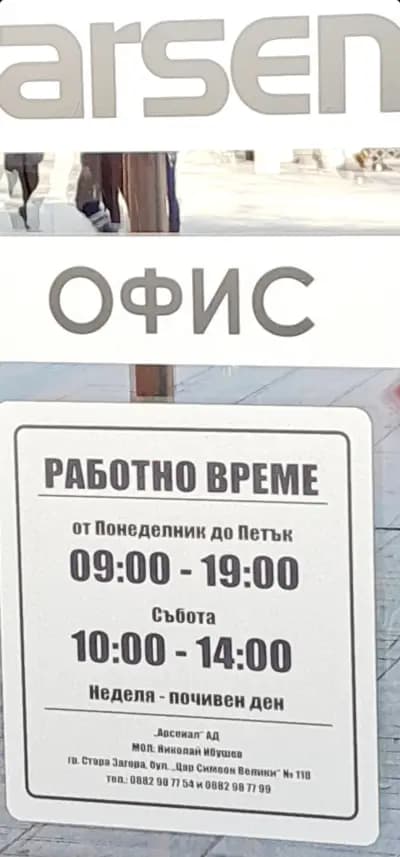 arsen
ОФИС
РАБОТНО ВРЕМЕ
от Понеделник до Петък
09:00 - 19:00
Събота
10:00 - 14:00
Неделя - почивен ден
„Арсенал" АД
МОЛ: Николай Ибушев
гр. Стара Загора, бул. „Цар Симеон Велики" № 110
тел.: 0882 98 77 54 и 0882 98 77 99